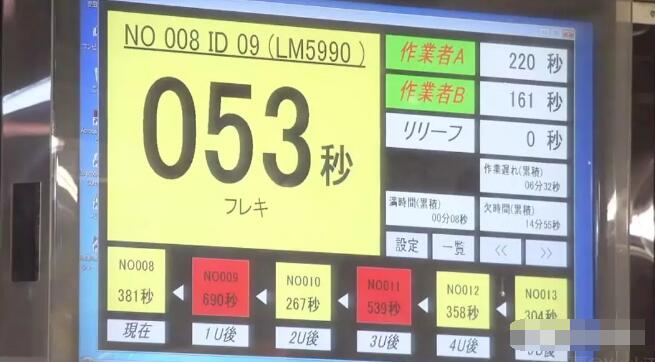 NO 008 ID 09 (LM5990 )
053 秒
フレキ
作業者A 220 秒
作業者B 161 秒
リリーフ 0 秒
作業遅れ(累積)
06分32秒
満時間(累積)
00分08秒
欠時間(累積)
14分55秒
設定 一覧 << >>
NO008 NO009 NO010 NO011 NO012 NO013
381秒 690秒 267秒 539秒 358秒 304秒
現在 1U後 2U後 3U後 4U後